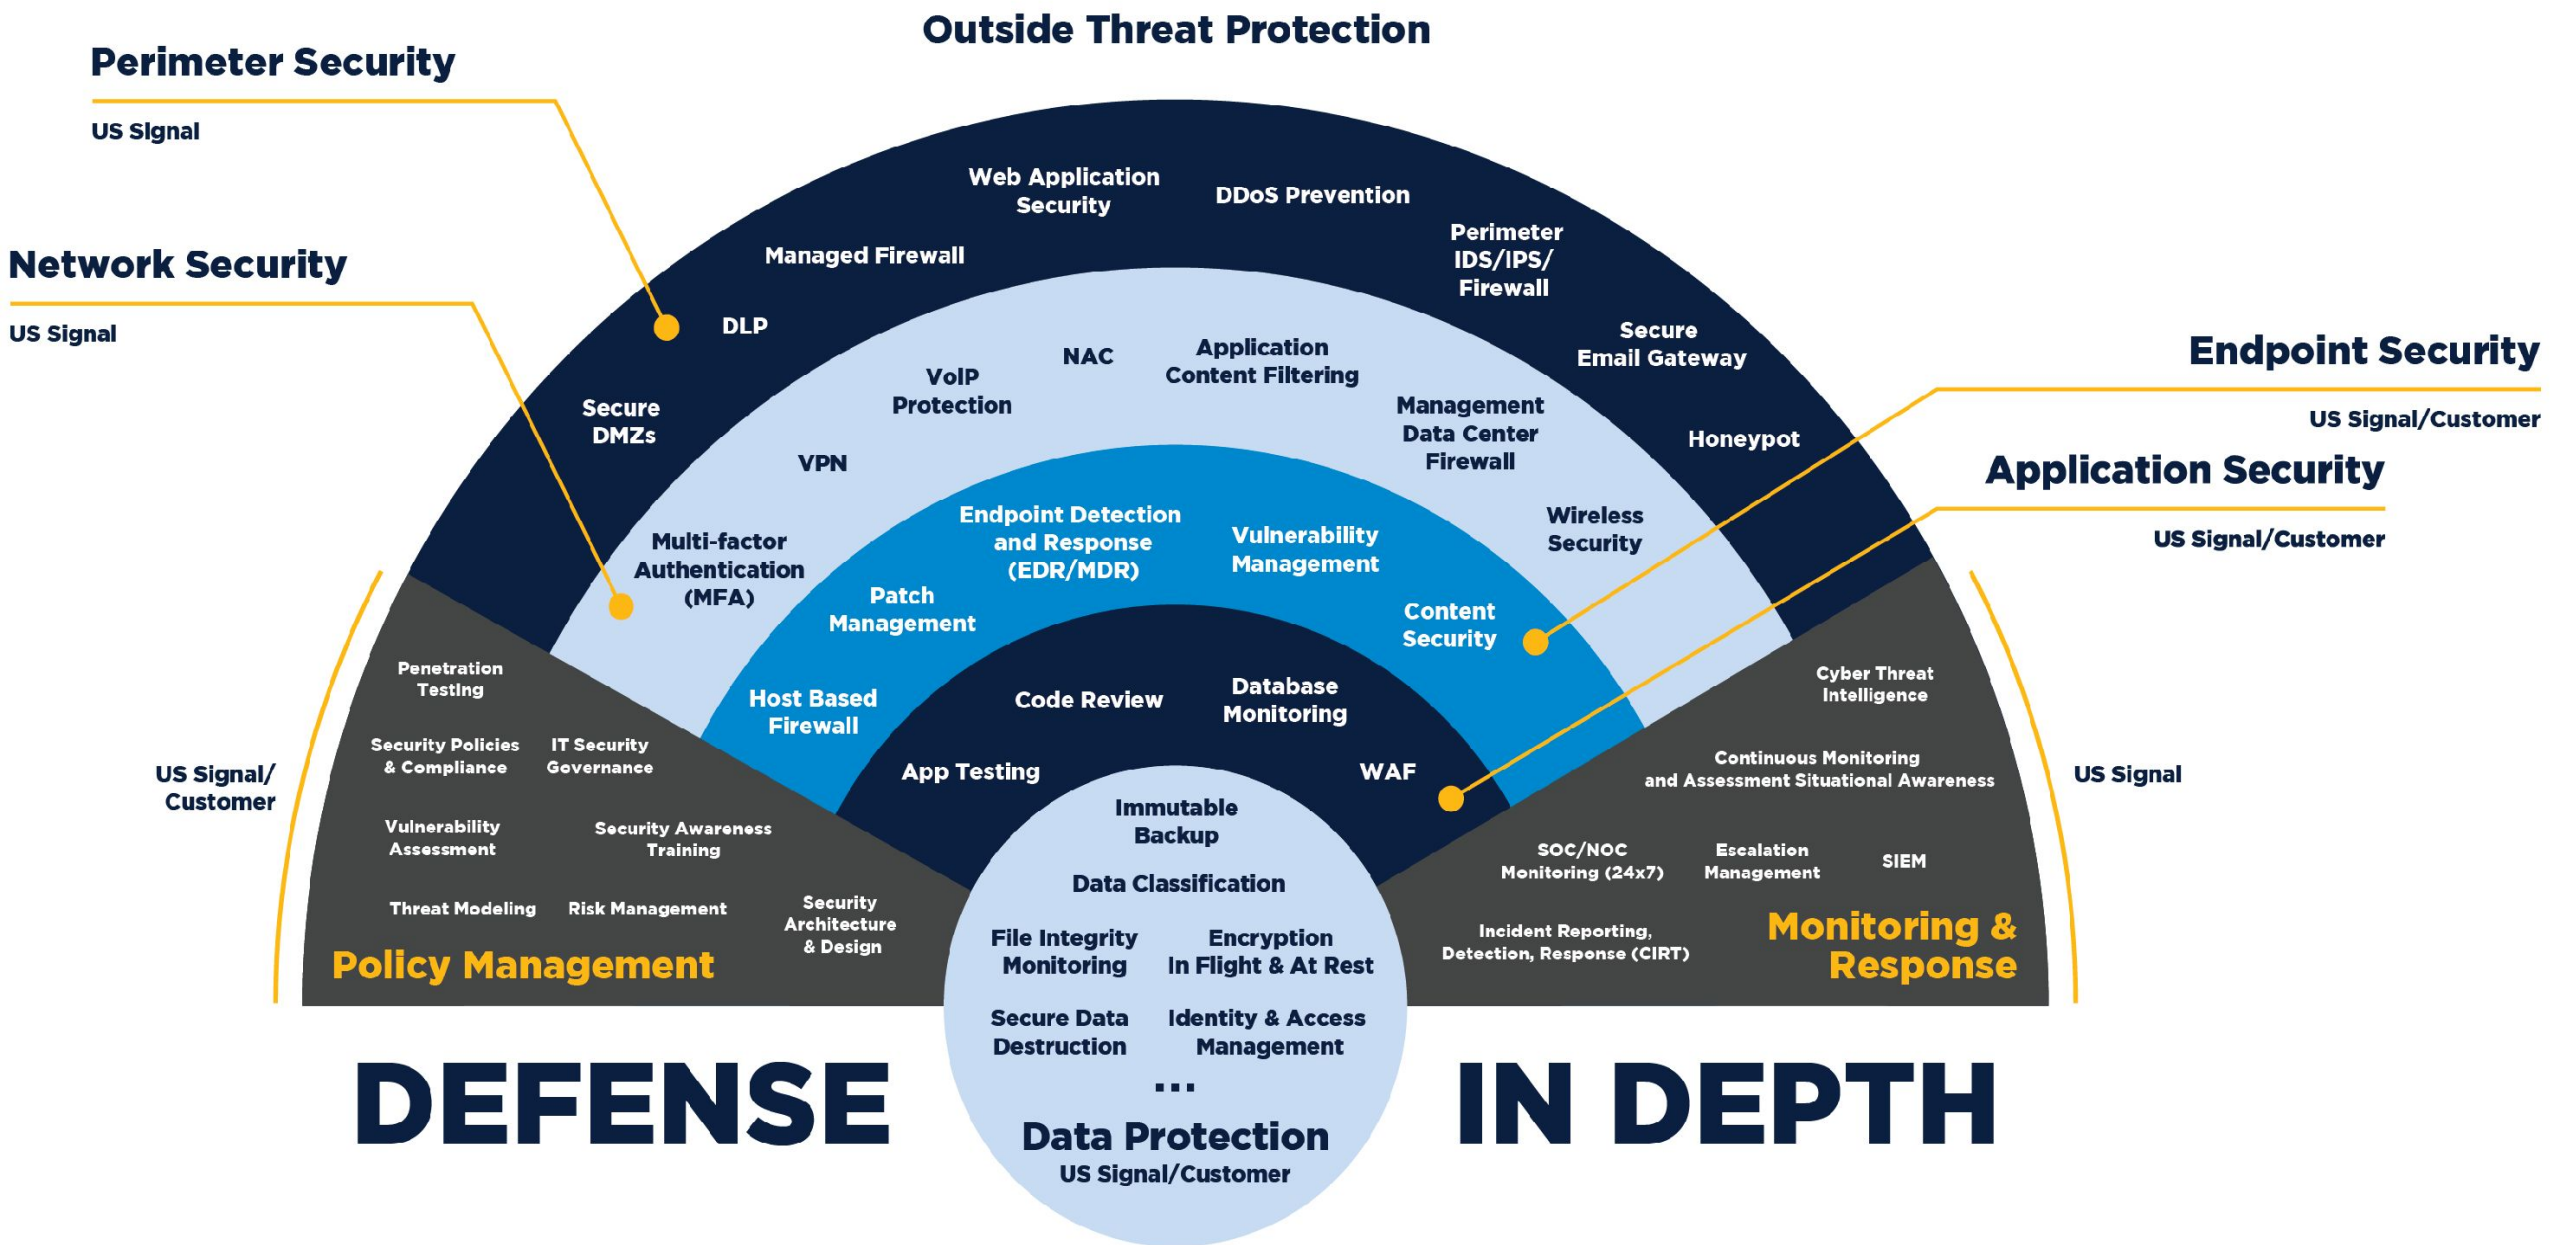 Outside Threat Protection
Perimeter Security
US Signal
Network Security
US Signal
Endpoint Security
US Signal/Customer
Application Security
US Signal/Customer
Web Application
Security
DDoS Prevention
Managed Firewall
Perimeter
IDS/IPS/
Firewall
DLP
Secure
Email Gateway
Secure
DMZs
Honeypot
NAC
Application
Content Filtering
VoIP
Protection
Management
Data Center
Firewall
VPN
Wireless
Security
Multi-factor
Authentication
(MFA)
Endpoint Detection
and Response
(EDR/MDR)
Vulnerability
Management
Patch
Management
Content
Security
Host Based
Firewall
Code Review
Database
Monitoring
App Testing
WAF
US Signal/
Customer
Penetration
Testing
Security Policies
& Compliance
IT Security
Governance
Vulnerability
Assessment
Security Awareness
Training
Threat Modeling
Risk Management
Security
Architecture
& Design
Policy Management
Cyber Threat
Intelligence
Continuous Monitoring
and Assessment Situational Awareness
US Signal
SOC/NOC
Monitoring (24x7)
Escalation
Management
SIEM
Incident Reporting,
Detection, Response (CIRT)
Monitoring &
Response
Immutable
Backup
Data Classification
File Integrity
Monitoring
Encryption
In Flight & At Rest
Secure Data
Destruction
Identity & Access
Management
...
Data Protection
US Signal/Customer
DEFENSE
IN DEPTH